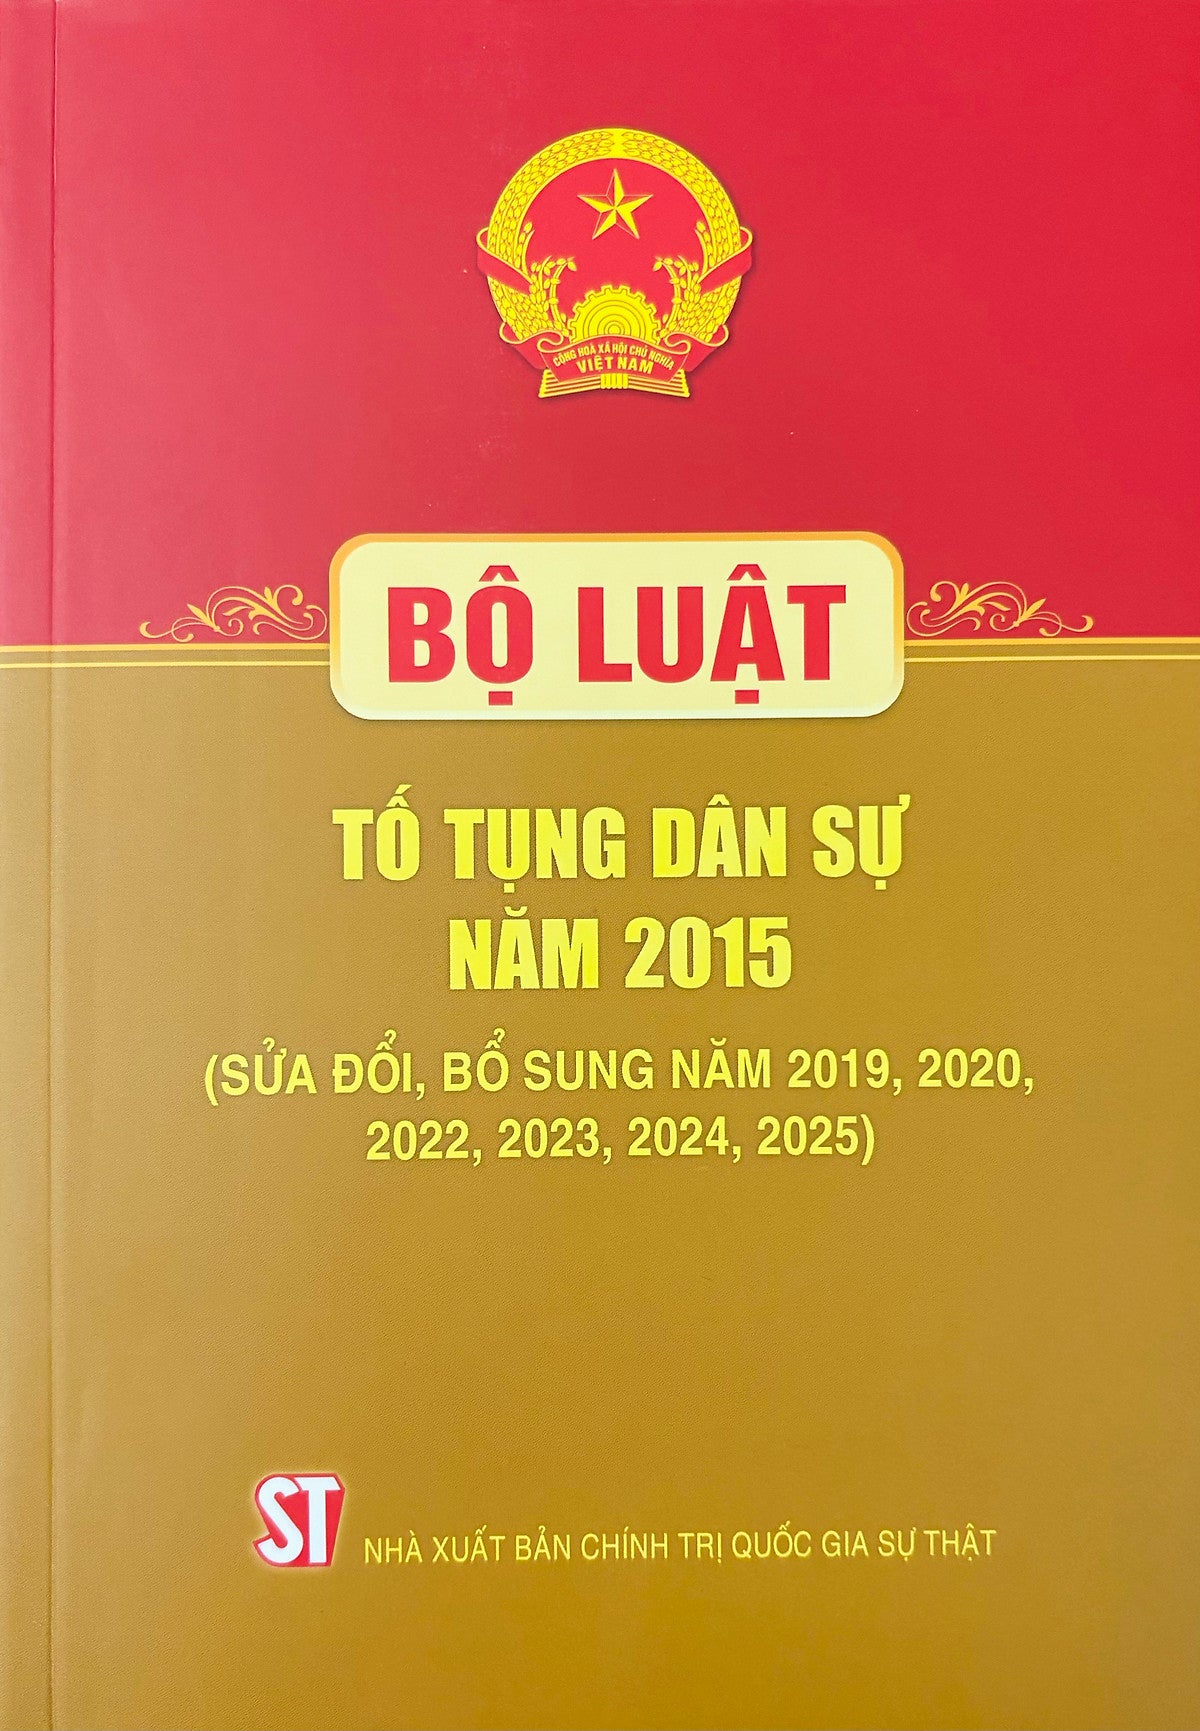 CỘNG HOÀ XÃ HỘI CHỦ NGHĨA
VIỆT NAM
BỘ LUẬT
TỐ TỤNG DÂN SỰ
NĂM 2015
(SỬA ĐỔI, BỔ SUNG NĂM 2019, 2020,
2022, 2023, 2024, 2025)
ST
NHÀ XUẤT BẢN CHÍNH TRỊ QUỐC GIA SỰ THẬT